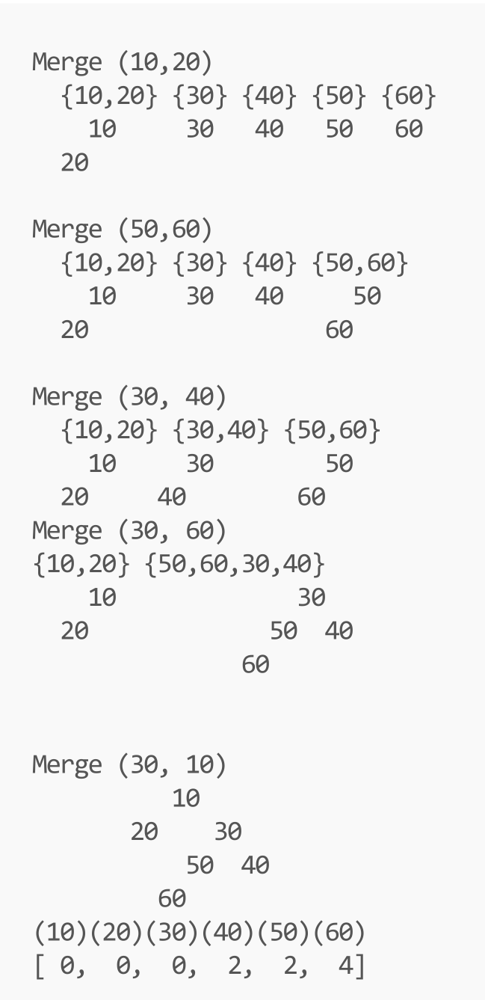 Merge (10,20)
  {10,20} {30} {40} {50} {60}
    10     30   40   50   60
  20
Merge (50,60)
  {10,20} {30} {40} {50,60}
    10     30   40     50
  20                 60
Merge (30, 40)
  {10,20} {30,40} {50,60}
    10     30        50
  20     40        60
Merge (30, 60)
{10,20} {50,60,30,40}
    10             30
  20             50  40
               60
Merge (30, 10)
          10
       20    30
           50  40
         60
(10)(20)(30)(40)(50)(60)
[ 0,  0,  0,  2,  2,  4]